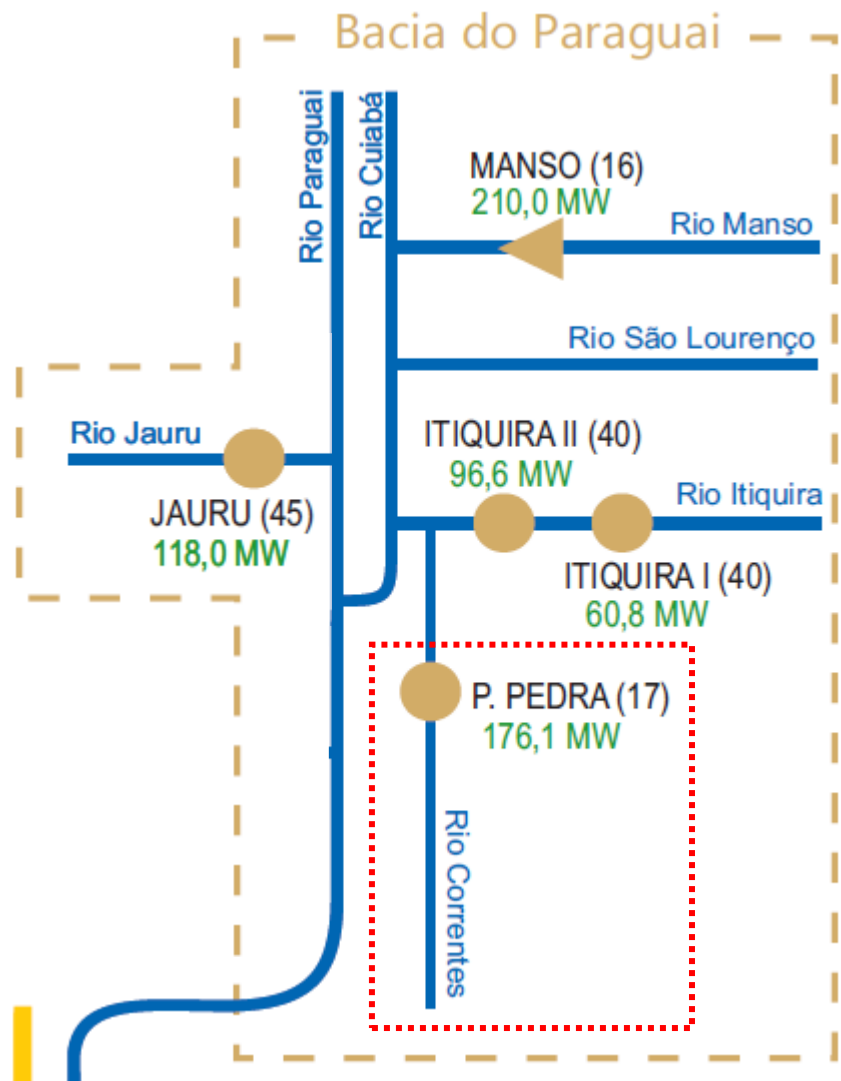 Bacia do Paraguai
Rio Paraguai
Rio Cuiabá
MANSO (16)
210,0 MW
Rio Manso
Rio São Lourenço
Rio Jauru
JAURU (45)
118,0 MW
ITIQUIRA II (40)
96,6 MW
Rio Itiquira
ITIQUIRA I (40)
60,8 MW
P. PEDRA (17)
176,1 MW
Rio Correntes